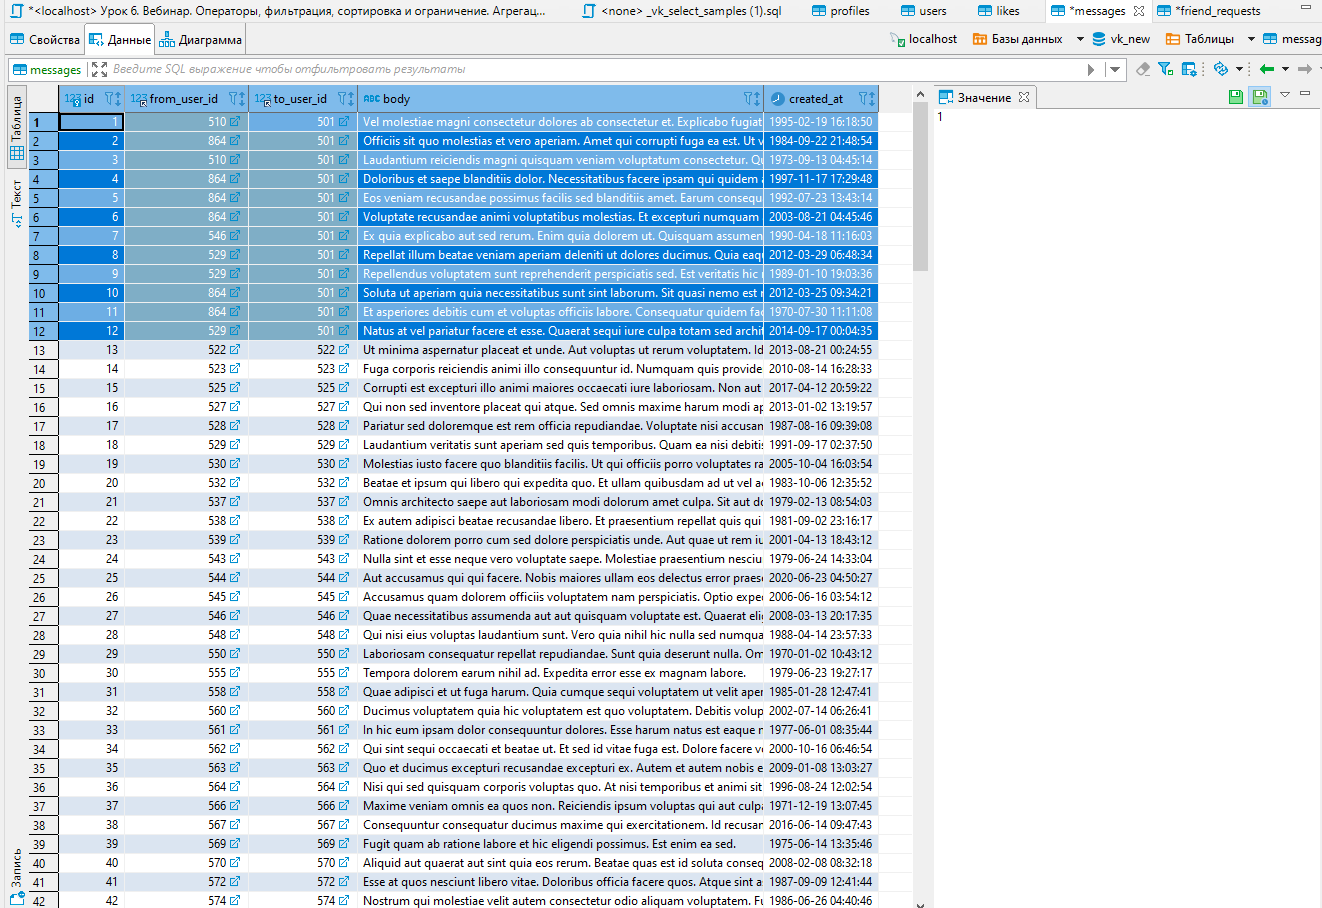 *<localhost> Урок 6. Вебинар. Операторы, фильтрация, сортировка и ограничение. Агрегац... <none> _vk_select_samples (1).sql profiles users likes *messages *friend_requests
Свойства Данные Диаграмма localhost Базы данных vk_new Таблицы messag
messages Введите SQL выражение чтобы отфильтровать результаты
Таблица
Текст
Запись
Значение
1
123 id 123 from_user_id 123 to_user_id ABC body created_at
1 1 510 501 Vel molestiae magni consectetur dolores ab consectetur et. Explicabo fugiat 1995-02-19 16:18:50
2 2 864 501 Officiis sit quo molestias et vero aperiam. Amet qui corrupti fuga ea est. Ut v 1984-09-22 21:48:54
3 3 510 501 Laudantium reiciendis magni quisquam veniam voluptatum consectetur. Qu 1973-09-13 04:45:14
4 4 864 501 Doloribus et saepe blanditiis dolor. Necessitatibus facere ipsam qui quidem a 1997-11-17 17:29:48
5 5 864 501 Eos veniam recusandae possimus facilis sed blanditiis amet. Earum consequ 1992-07-23 13:43:14
6 6 864 501 Voluptate recusandae animi voluptatibus molestias. Et excepturi numquam 2003-08-21 04:45:46
7 7 546 501 Ex quia explicabo aut sed rerum. Enim quia dolorem ut. Quisquam assumen 1990-04-18 11:16:03
8 8 529 501 Repellat illum beatae veniam aperiam deleniti ut dolores ducimus. Quia eaq 2012-03-29 06:48:34
9 9 529 501 Repellendus voluptatem sunt reprehenderit perspiciatis sed. Est veritatis hic 1989-01-10 19:03:36
10 10 864 501 Soluta ut aperiam quia necessitatibus sunt sint laborum. Sit quasi nemo est 2012-03-25 09:34:21
11 11 864 501 Et asperiores debitis cum et voluptas officiis labore. Consequatur quidem fac 1970-07-30 11:11:08
12 12 529 501 Natus at vel pariatur facere et esse. Quaerat sequi iure culpa totam sed archit 2014-09-17 00:04:35
13 13 522 522 Ut minima aspernatur placeat et unde. Aut voluptas ut rerum voluptatem. Id 2013-08-21 00:24:55
14 14 523 523 Fuga corporis reiciendis animi illo consequuntur id. Numquam quis provide 2010-08-14 16:28:33
15 15 525 525 Corrupti est excepturi illo animi maiores occaecati iure laboriosam. Non aut 2017-04-12 20:59:22
16 16 527 527 Qui non sed inventore placeat qui atque. Sed omnis maxime harum modi ap 2013-01-02 13:19:57
17 17 528 528 Pariatur sed doloremque est rem officia repudiandae. Voluptate nisi accusan 1987-08-16 09:39:08
18 18 529 529 Laudantium veritatis sunt aperiam sed quis temporibus. Quam ea nisi debitis 1991-09-17 02:37:50
19 19 530 530 Molestias iusto facere quo blanditiis facilis. Ut qui officiis porro voluptates ra 2005-10-04 16:03:54
20 20 532 532 Beatae et ipsum qui libero qui expedita quo. Et ullam quibusdam ad ut vel a 1983-10-06 12:35:52
21 21 537 537 Omnis architecto saepe aut laboriosam modi dolorum amet culpa. Sit aut do 1979-02-13 08:54:03
22 22 538 538 Ex autem adipisci beatae recusandae libero. Et praesentium repellat quis qui 1981-09-02 23:16:17
23 23 539 539 Ratione dolorem porro cum sed dolore perspiciatis unde. Aut quae ut rem iu 2001-04-13 18:43:12
24 24 543 543 Nulla sint et esse neque vero voluptate saepe. Molestiae praesentium nesciu 1979-06-24 14:33:04
25 25 544 544 Aut accusamus qui qui facere. Nobis maiores ullam eos delectus error praes 2020-06-23 04:50:27
26 26 545 545 Accusamus quam dolorem officiis voluptatem nam perspiciatis. Optio expe 2006-06-16 03:54:12
27 27 546 546 Quae necessitatibus assumenda aut aut quisquam voluptate est. Quaerat eli 2008-03-13 20:17:35
28 28 548 548 Qui nisi eius voluptas laudantium sunt. Vero quia nihil hic nulla sed numqua 1988-04-14 23:57:33
29 29 550 550 Laboriosam consequatur repellat repudiandae. Sunt quia deserunt nulla. Om 1970-01-02 10:43:12
30 30 555 555 Tempora dolorem earum nihil ad. Expedita error esse ex magnam labore. 1979-06-23 19:27:17
31 31 558 558 Quae adipisci et ut fuga harum. Quia cumque sequi voluptatem ut velit aper 1985-01-28 12:47:41
32 32 560 560 Ducimus voluptatem quia hic voluptatem est quo voluptatem. Debitis volup 2002-07-14 06:26:41
33 33 561 561 In hic eum ipsam dolor consequuntur dolores. Esse harum natus est eaque r 1977-06-01 08:35:44
34 34 562 562 Qui sint sequi occaecati et beatae ut. Et sed id vitae fuga est. Dolore facere v 2000-10-16 06:46:54
35 35 563 563 Quo et ducimus excepturi recusandae excepturi ex. Autem et autem nobis e 2009-01-08 13:03:27
36 36 564 564 Nisi qui sed quisquam corporis voluptas quo. At nisi temporibus et animi sit 1996-08-24 12:02:54
37 37 566 566 Maxime veniam omnis ea quos non. Reiciendis ipsum voluptas qui aut culpa 1971-12-19 13:07:45
38 38 567 567 Consequuntur consequatur ducimus maxime qui exercitationem. Id recusan 2016-06-14 09:47:43
39 39 569 569 Fugit quam ab ratione labore et hic eligendi possimus. Est enim ea sed. 1975-06-14 13:35:46
40 40 570 570 Aliquid aut quaerat aut sint quia eos rerum. Beatae quas est id soluta conseq 2008-02-08 08:32:18
41 41 572 572 Esse at quos nesciunt libero vitae. Doloribus officia facere quos. Atque sint a 1987-09-09 12:41:44
42 42 574 574 Nostrum qui molestiae velit autem consectetur odio aliquam voluptatem. Fu 1986-06-26 04:40:46